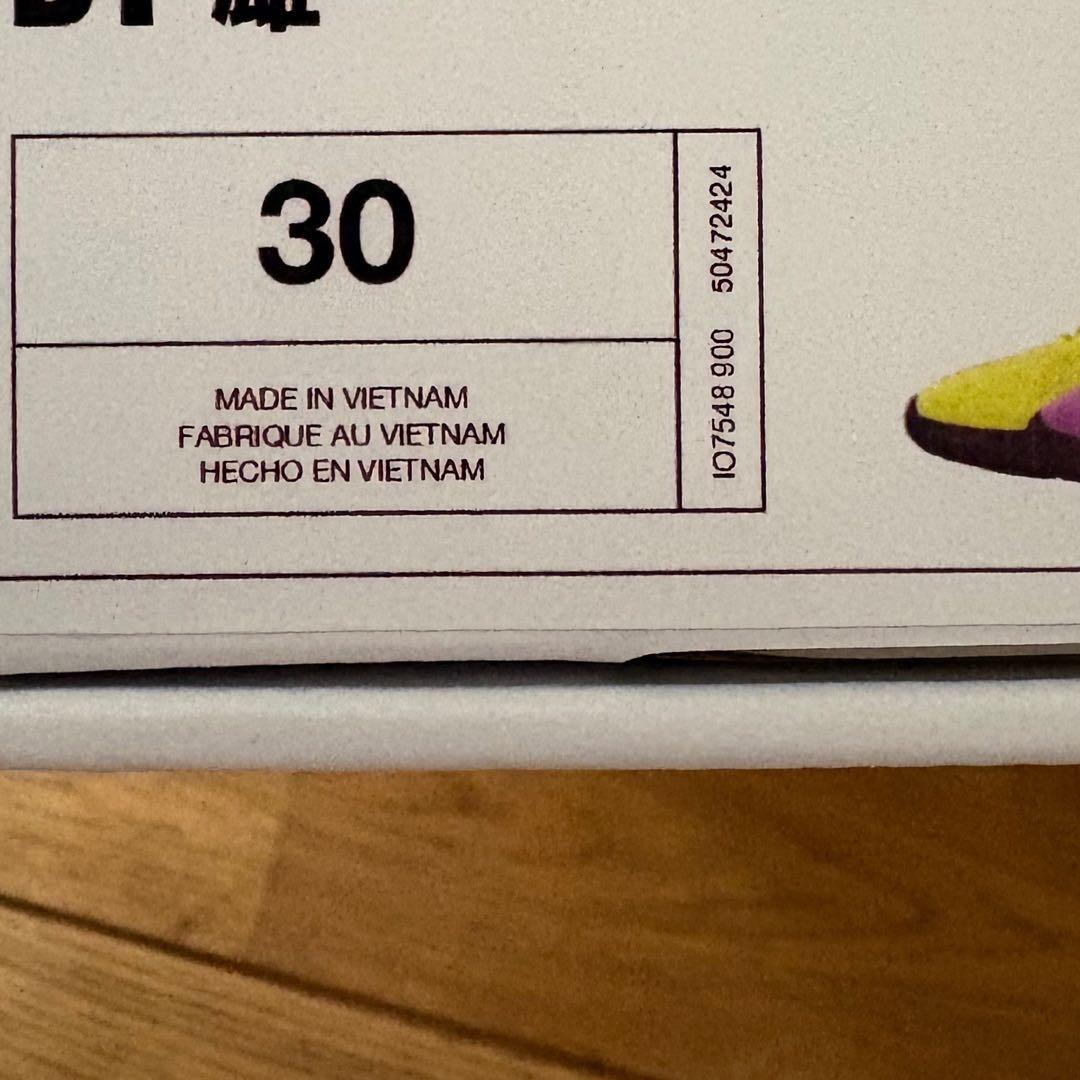 30
MADE IN VIETNAM
FABRIQUE AU VIETNAM
HECHO EN VIETNAM
IO7548 900 50472424